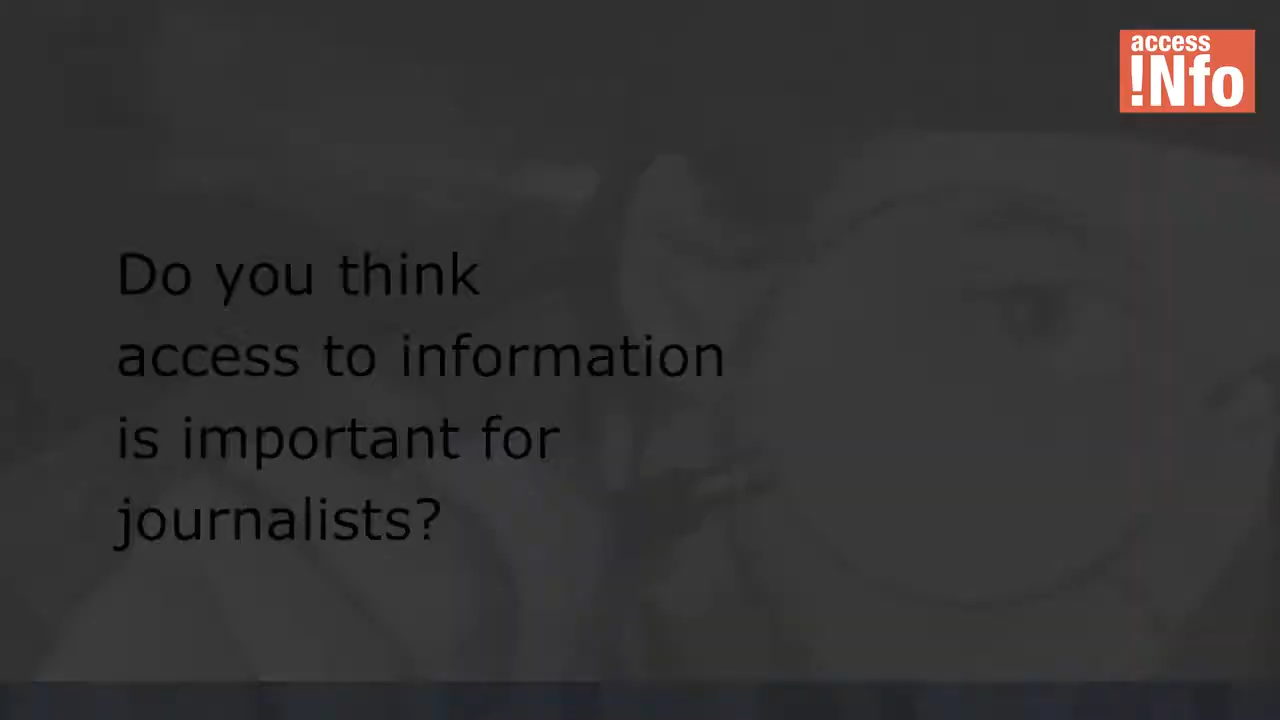 access
!Nfo
Do you think
access to information
is important for
journalists?